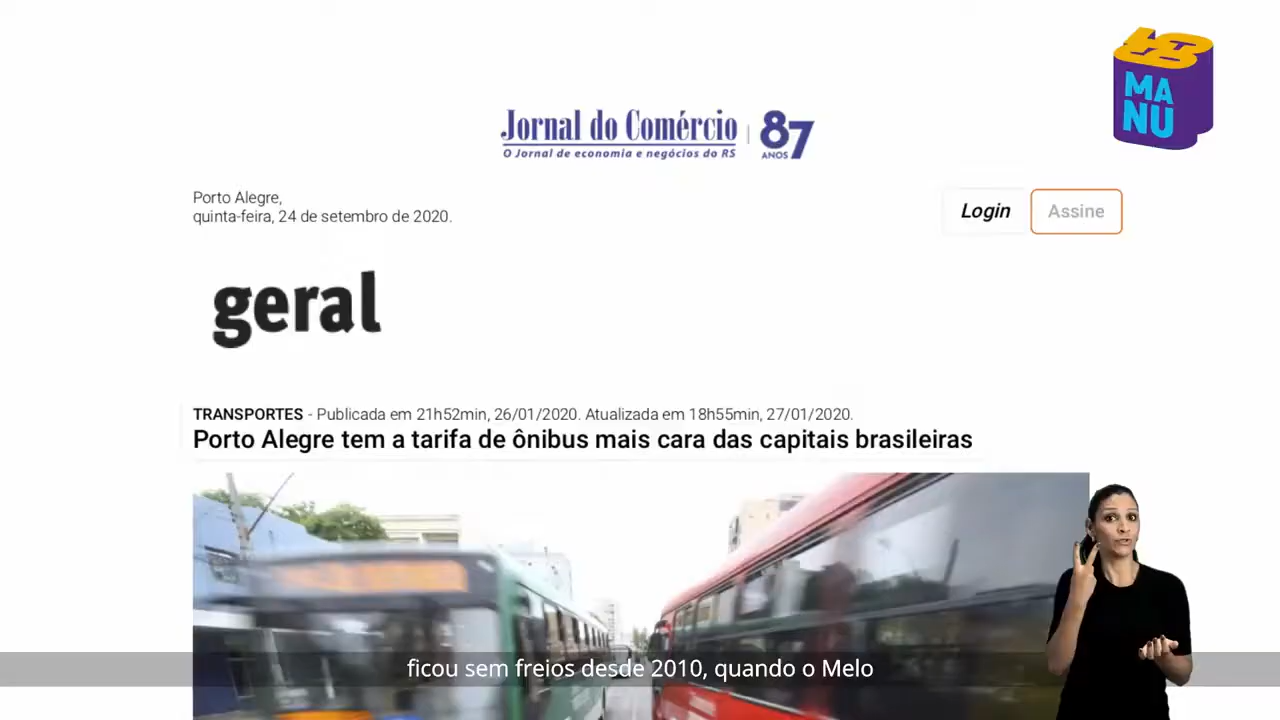 MA
NU
Jornal do Comércio
O Jornal de economia e negócios do RS
87
ANOS
Porto Alegre,
quinta-feira, 24 de setembro de 2020.
Login
Assine
geral
TRANSPORTES - Publicada em 21h52min, 26/01/2020. Atualizada em 18h55min, 27/01/2020.
Porto Alegre tem a tarifa de ônibus mais cara das capitais brasileiras
ficou sem freios desde 2010, quando o Melo